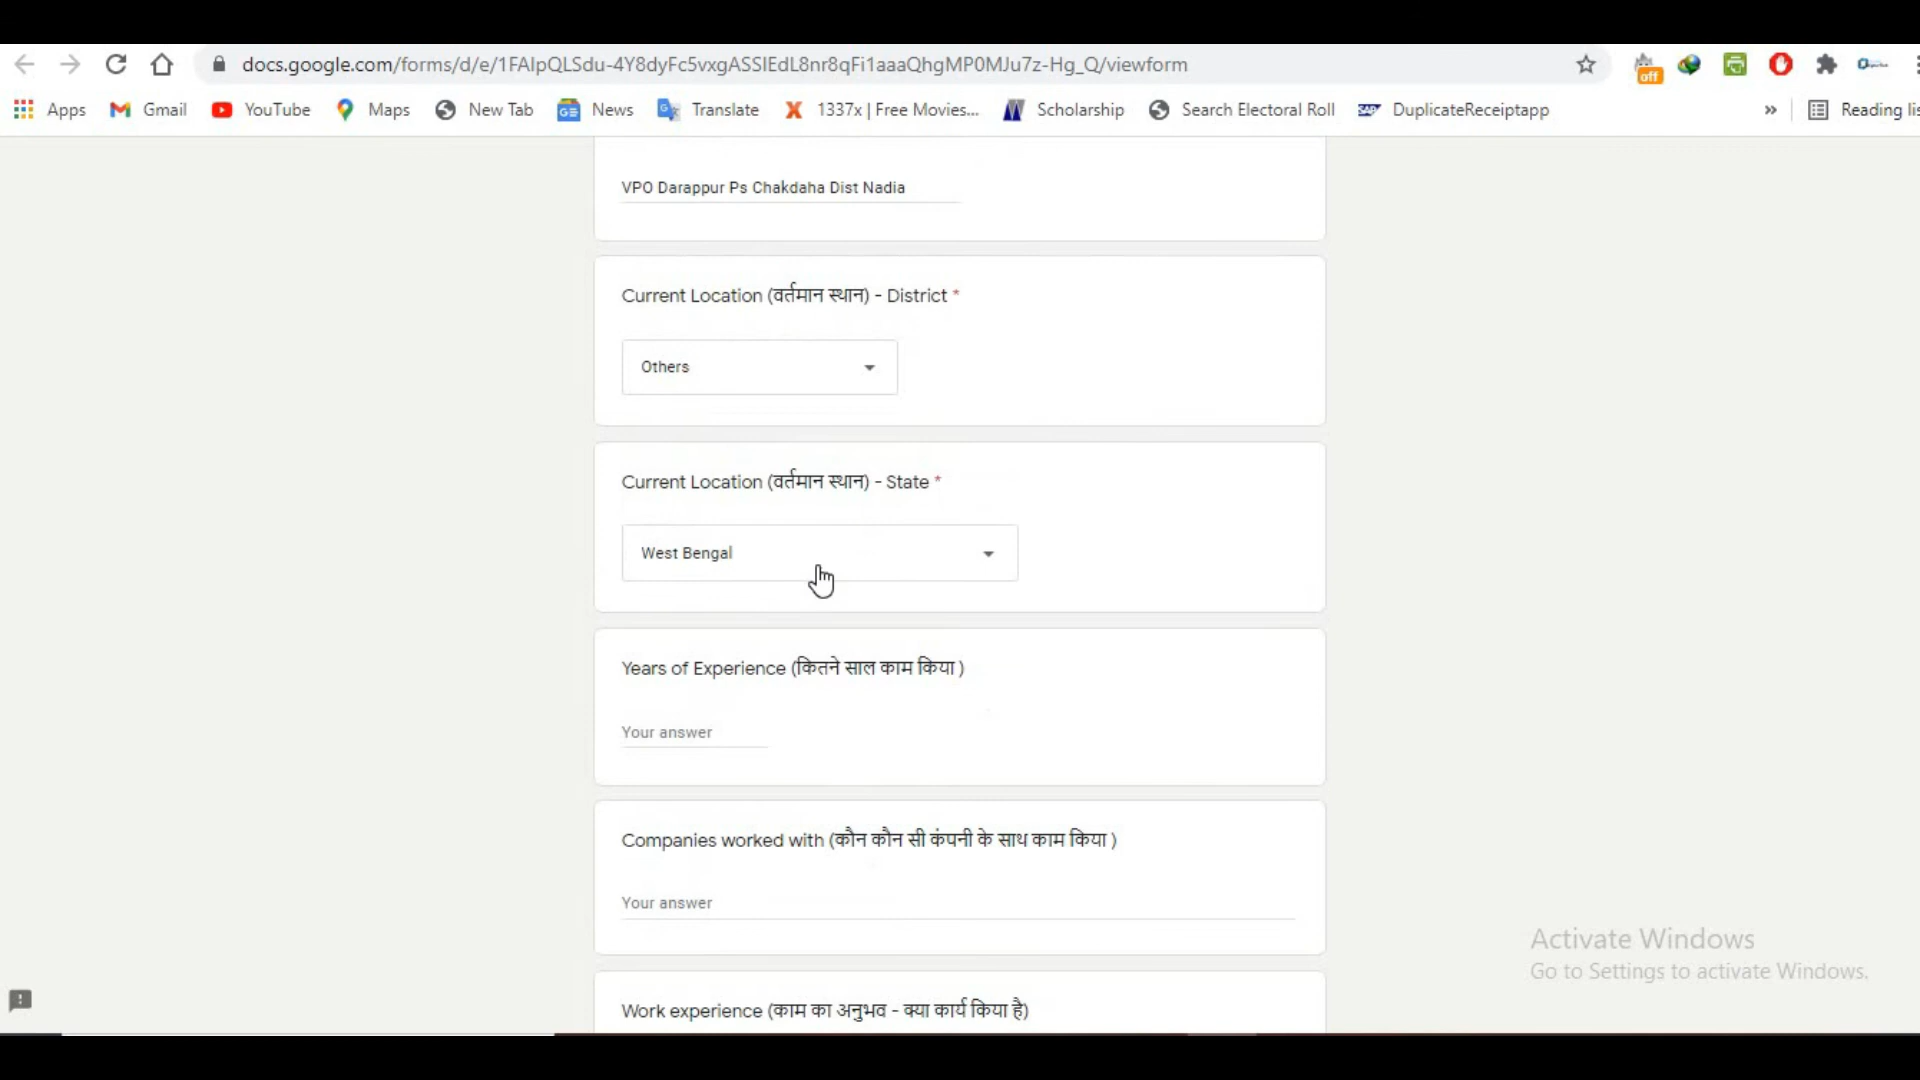 docs.google.com/forms/d/e/1FAIpQLSdu-4Y8dyFc5vxgASSIEdL8nr8qFi1aaaQhgMP0MJu7z-Hg_Q/viewform
off
Apps Gmail YouTube Maps New Tab News Translate 1337x | Free Movies... Scholarship Search Electoral Roll DuplicateReceiptapp » Reading lis
VPO Darappur Ps Chakdaha Dist Nadia
Current Location (वर्तमान स्थान) - District *
Others
Current Location (वर्तमान स्थान) - State *
West Bengal
Years of Experience (कितने साल काम किया )
Your answer
Companies worked with (कौन कौन सी कंपनी के साथ काम किया )
Your answer
Activate Windows
Go to Settings to activate Windows.
Work experience (काम का अनुभव - क्या कार्य किया है)